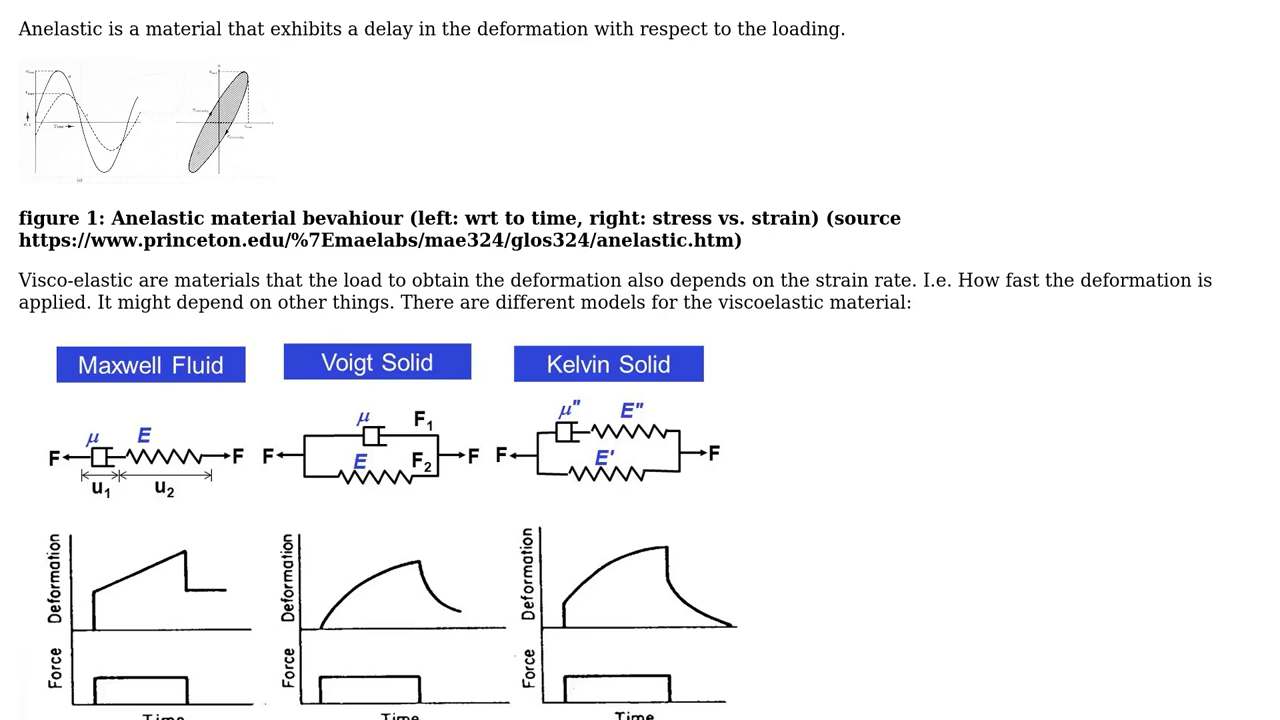 Anelastic is a material that exhibits a delay in the deformation with respect to the loading.
Time
figure 1: Anelastic material bevahiour (left: wrt to time, right: stress vs. strain) (source
https://www.princeton.edu/%7Emaelabs/mae324/glos324/anelastic.htm)
Visco-elastic are materials that the load to obtain the deformation also depends on the strain rate. I.e. How fast the deformation is
applied. It might depend on other things. There are different models for the viscoelastic material:
Maxwell Fluid
Voigt Solid
Kelvin Solid
F μ E F
u1 u2
F μ F1 E F2 F
F μ" E" E' F
Deformation
Force
Time
Deformation
Force
Time
Deformation
Force
Time